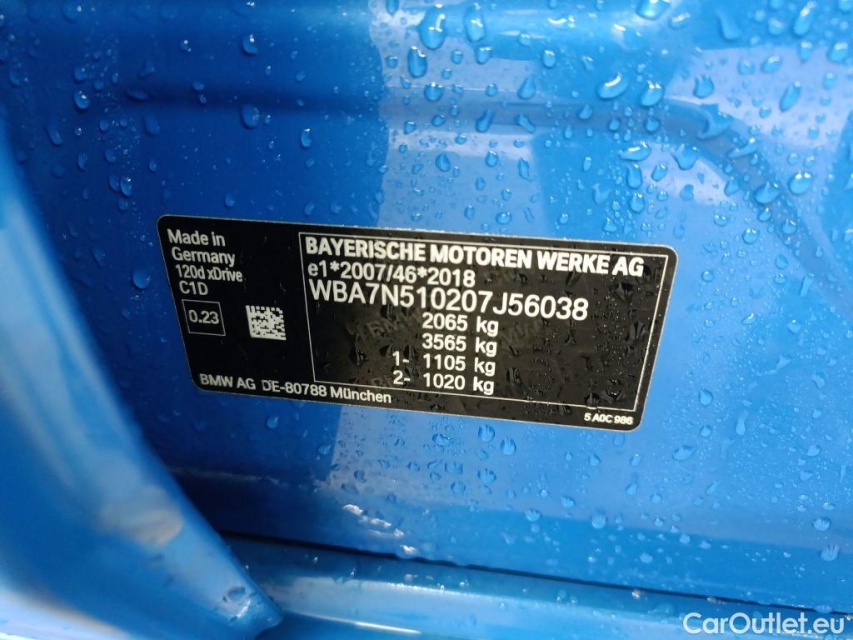 Made in
Germany
120d xDrive
C1D
0.23
BMW AG DE-80788 München
BAYERISCHE MOTOREN WERKE AG
e1*2007/46*2018
WBA7N510207J56038
2065 kg
3565 kg
1- 1105 kg
2- 1020 kg
5 A0C 986
CarOutlet.eu